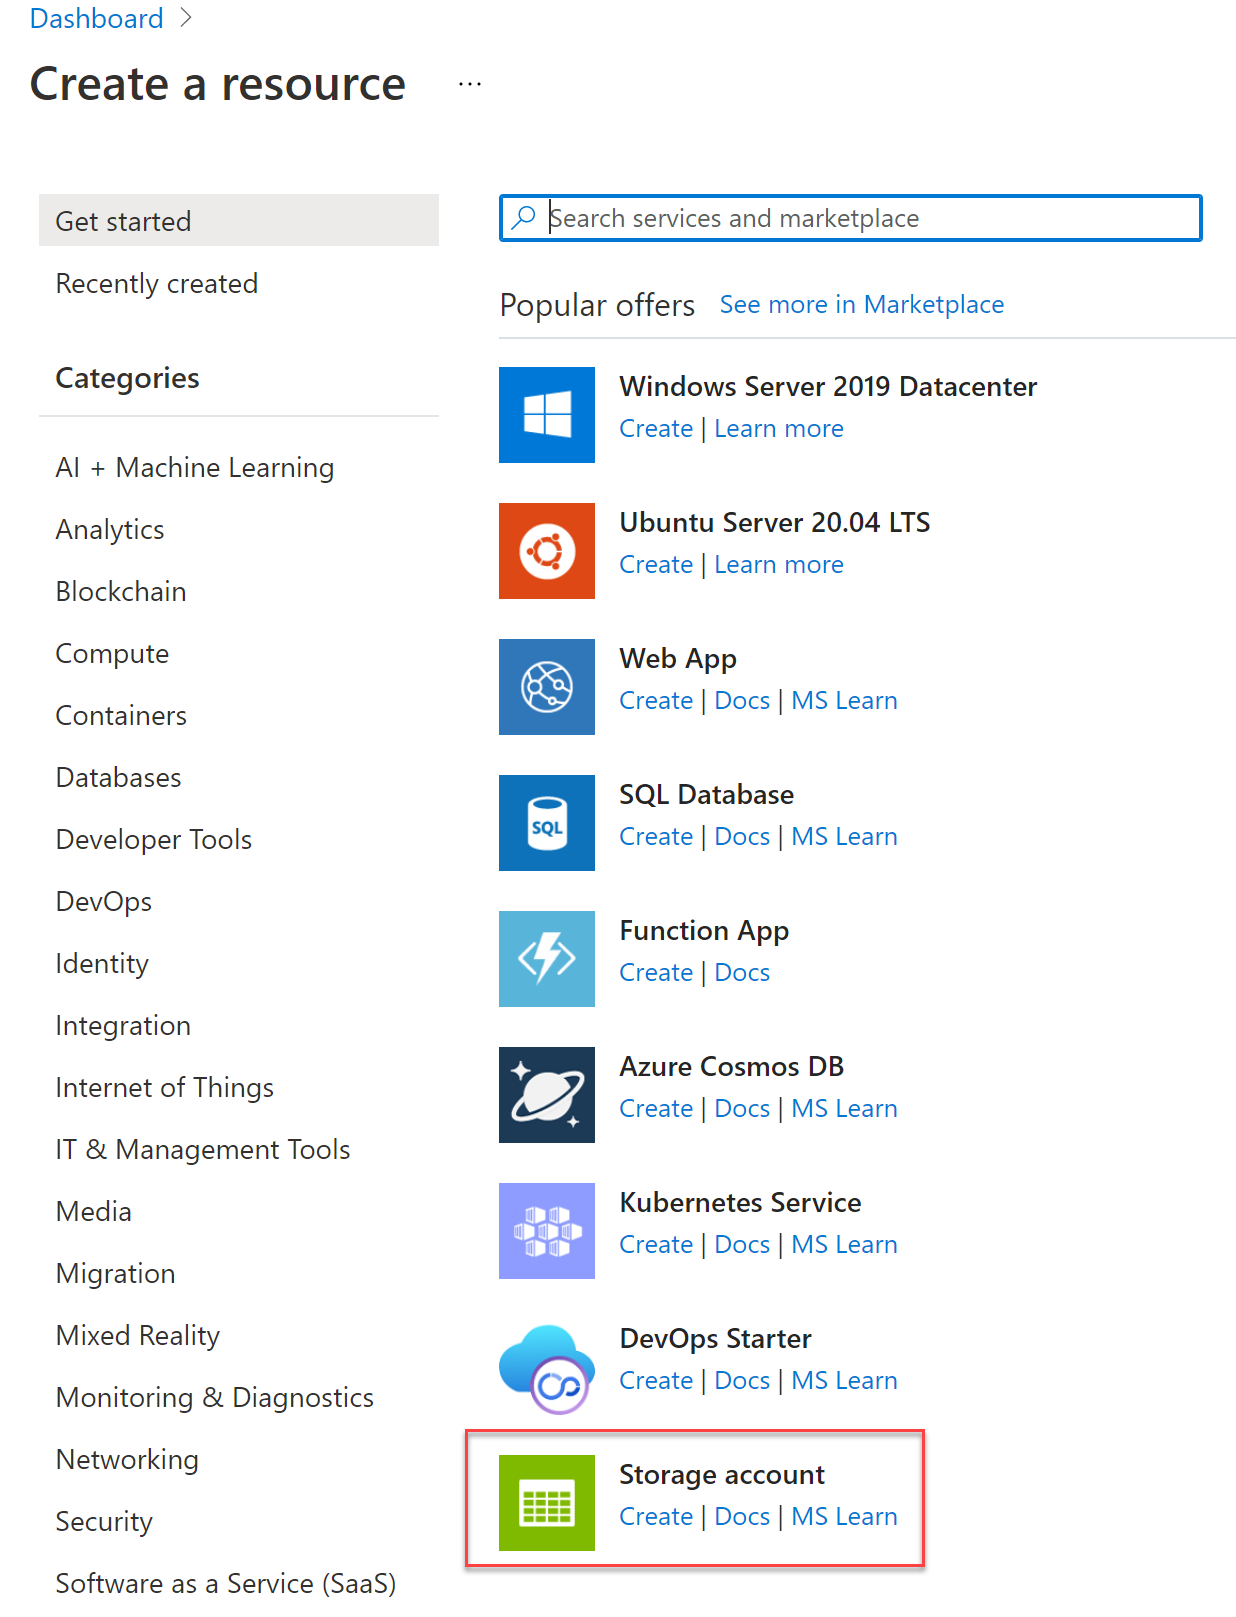 Dashboard >
Create a resource ...
Get started
Recently created
Categories
AI + Machine Learning
Analytics
Blockchain
Compute
Containers
Databases
Developer Tools
DevOps
Identity
Integration
Internet of Things
IT & Management Tools
Media
Migration
Mixed Reality
Monitoring & Diagnostics
Networking
Security
Software as a Service (SaaS)
Search services and marketplace
Popular offers See more in Marketplace
Windows Server 2019 Datacenter
Create | Learn more
Ubuntu Server 20.04 LTS
Create | Learn more
Web App
Create | Docs | MS Learn
SQL Database
SQL
Create | Docs | MS Learn
Function App
Create | Docs
Azure Cosmos DB
Create | Docs | MS Learn
Kubernetes Service
Create | Docs | MS Learn
DevOps Starter
Create | Docs | MS Learn
Storage account
Create | Docs | MS Learn